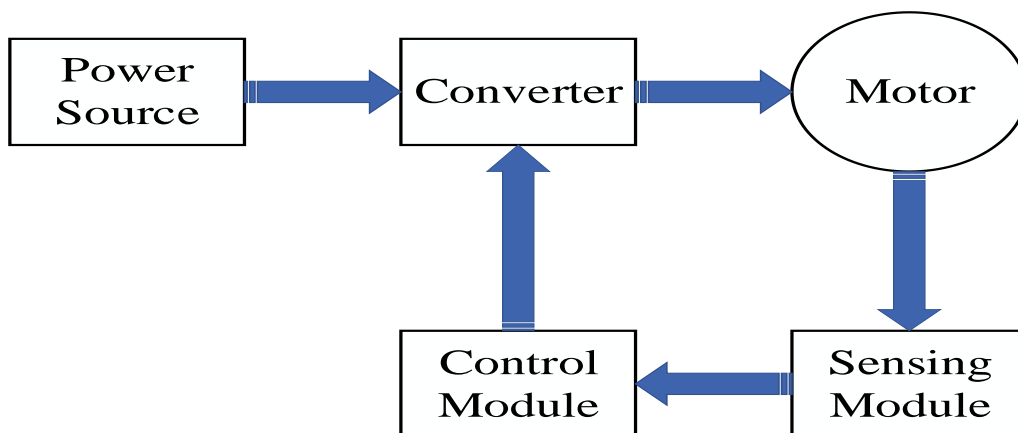 Power
Source
Converter
Motor
Control
Module
Sensing
Module